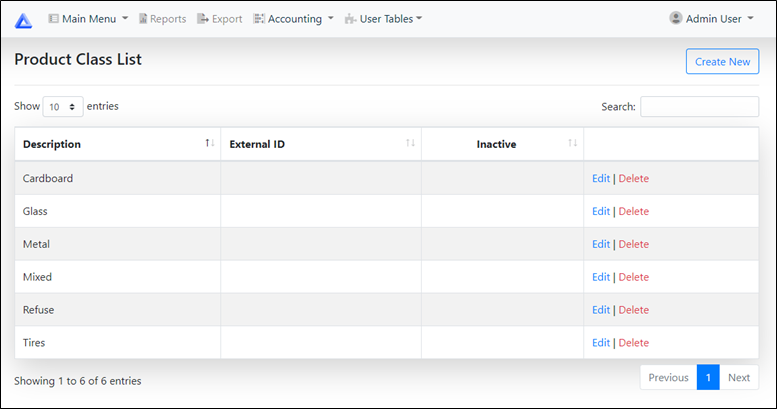 Main Menu Reports Export Accounting User Tables Admin User
Product Class List Create New
Show 10 entries Search:
Description External ID Inactive
Cardboard Edit | Delete
Glass Edit | Delete
Metal Edit | Delete
Mixed Edit | Delete
Refuse Edit | Delete
Tires Edit | Delete
Showing 1 to 6 of 6 entries Previous 1 Next